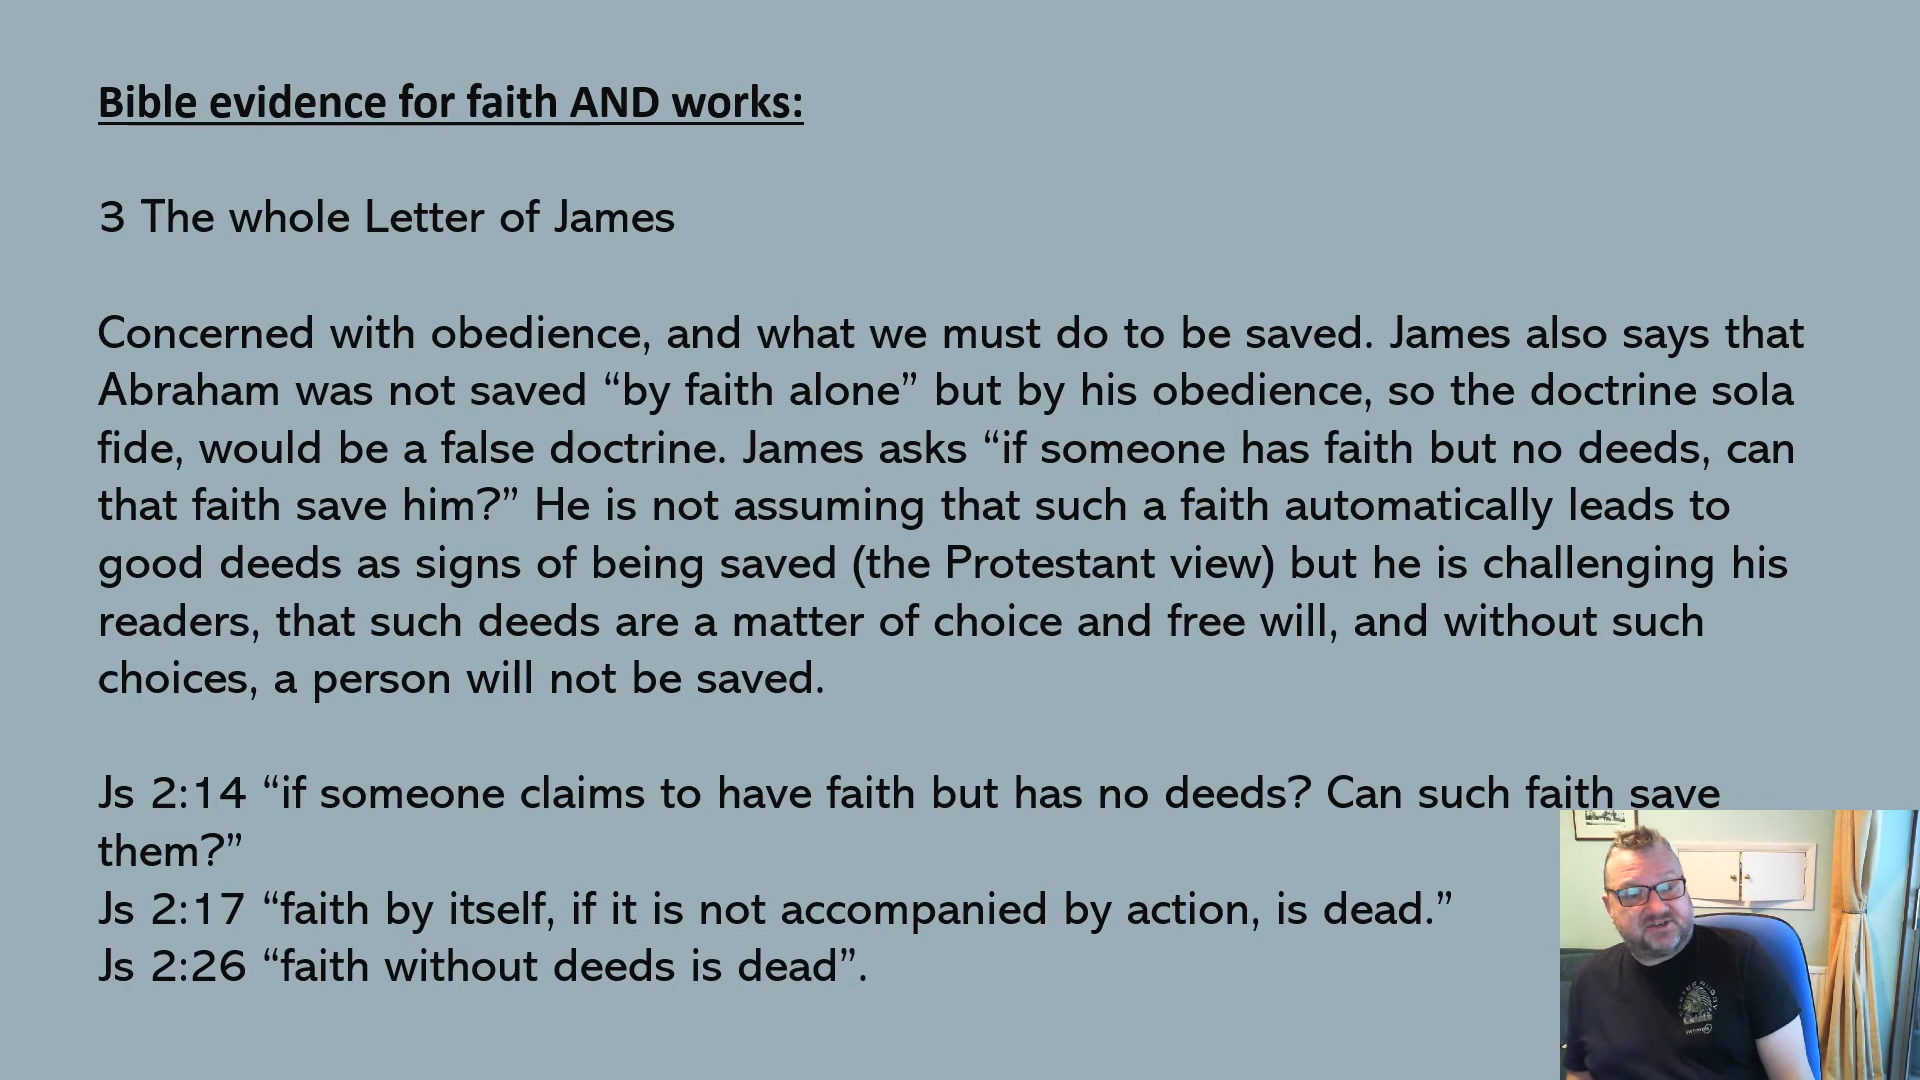 Bible evidence for faith AND works:
3 The whole Letter of James
Concerned with obedience, and what we must do to be saved. James also says that
Abraham was not saved “by faith alone” but by his obedience, so the doctrine sola
fide, would be a false doctrine. James asks “if someone has faith but no deeds, can
that faith save him?” He is not assuming that such a faith automatically leads to
good deeds as signs of being saved (the Protestant view) but he is challenging his
readers, that such deeds are a matter of choice and free will, and without such
choices, a person will not be saved.
Js 2:14 “if someone claims to have faith but has no deeds? Can such faith save
them?”
Js 2:17 “faith by itself, if it is not accompanied by action, is dead.”
Js 2:26 “faith without deeds is dead”.